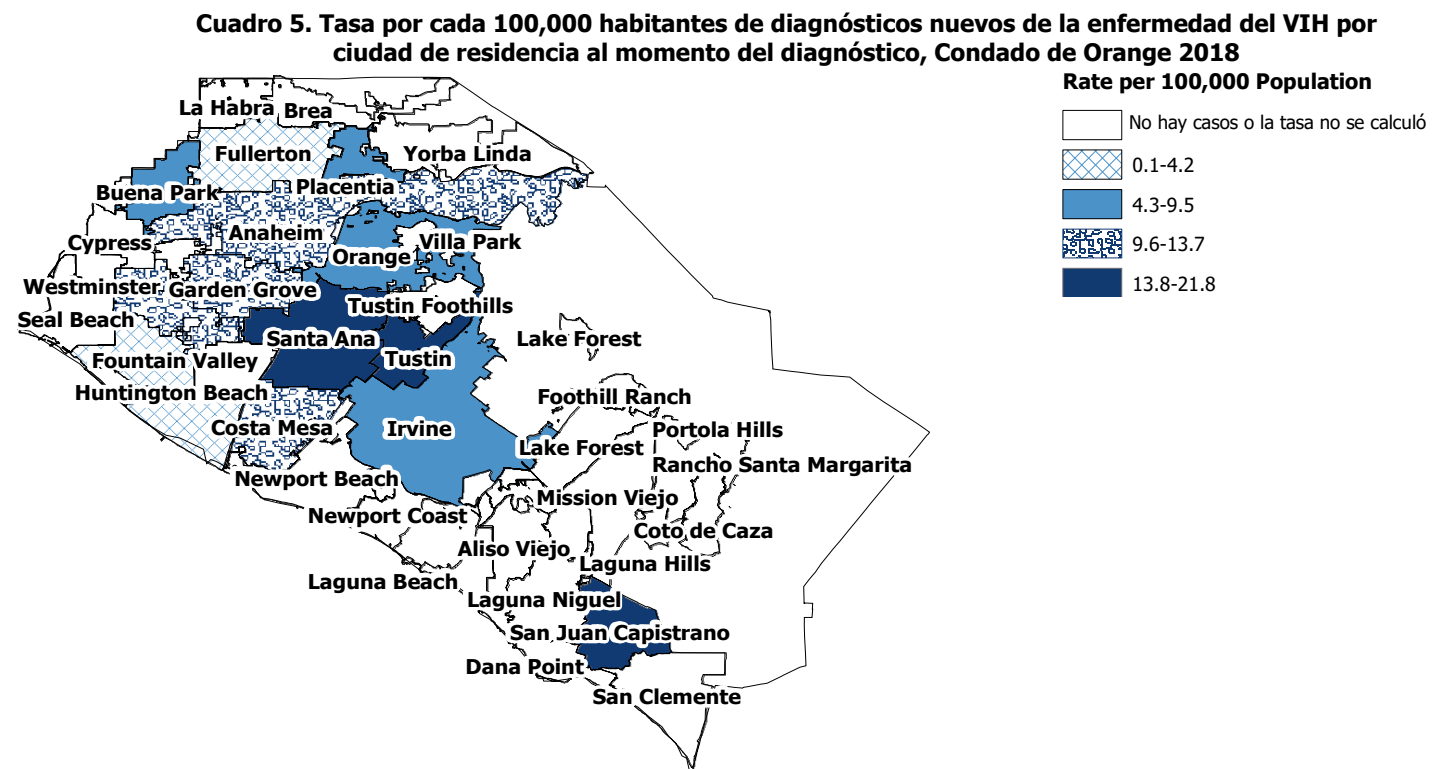 Cuadro 5. Tasa por cada 100,000 habitantes de diagnósticos nuevos de la enfermedad del VIH por
ciudad de residencia al momento del diagnóstico, Condado de Orange 2018
Rate per 100,000 Population
No hay casos o la tasa no se calculó
0.1-4.2
4.3-9.5
9.6-13.7
13.8-21.8
La Habra
Brea
Fullerton
Yorba Linda
Buena Park
Placentia
Cypress
Anaheim
Villa Park
Orange
Westminster
Garden Grove
Tustin Foothills
Seal Beach
Santa Ana
Lake Forest
Fountain Valley
Tustin
Huntington Beach
Foothill Ranch
Costa Mesa
Irvine
Portola Hills
Lake Forest
Rancho Santa Margarita
Newport Beach
Mission Viejo
Newport Coast
Coto de Caza
Aliso Viejo
Laguna Hills
Laguna Beach
Laguna Niguel
San Juan Capistrano
Dana Point
San Clemente